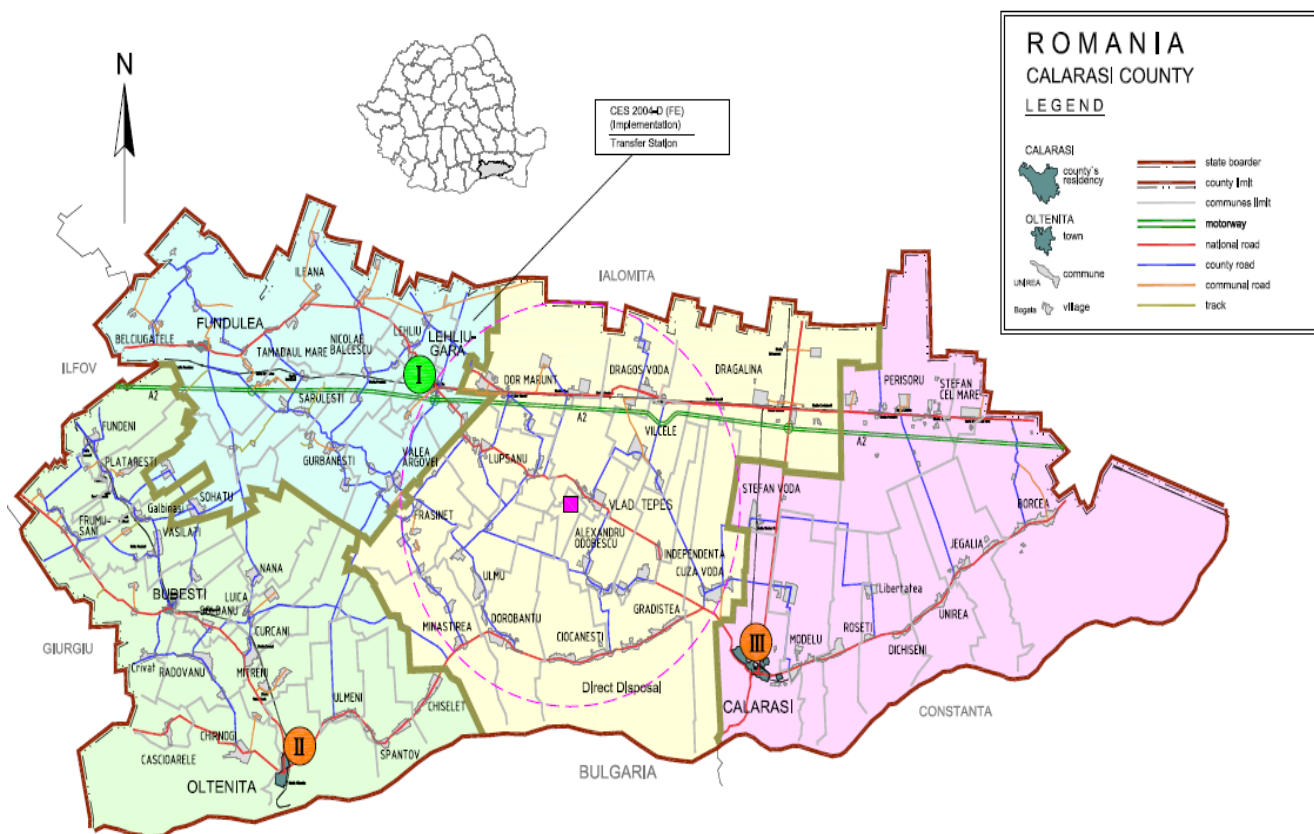 N
CES 2004-D (FE)
(Implementation)
Transfer Station
ROMANIA
CALARASI COUNTY
LEGEND
CALARASI
county`s
residency
OLTENITA
town
UNIREA
commune
Bogata
village
state boarder
county limit
communes limit
motorway
national road
county road
communal road
track
IALOMITA
ILFOV
GIURGIU
BULGARIA
CONSTANTA
ILEANA
FUNDULEA
BELCIUGATELE
TAMADAUL MARE
NICOLAE
BALCESCU
LEHLIU
LEHLIU-
GARA
I
SARULESTI
GURBANESTI
VALEA
ARGOVEI
A2
FUNDENI
PLATARESTI
Galbinasi
SOHATU
FRUMU-
SANI
VASILATI
NANA
BUBESTI
LUICA
SOLDANU
CURCANI
Crivat
RADOVANU
MITRENI
ULMENI
CHISELET
SPANTOV
CHIRNOGI
CASCIOARELE
II
OLTENITA
DOR MARUNT
DRAGOS VODA
DRAGALINA
A2
VILCELE
LUPSANU
VLAD TEPES
FRASINET
ALEXANDRU
ODOBESCU
INDEPENDENTA
CUZA VODA
ULMU
GRADISTEA
MINASTIREA
DOROBANTU
CIOCANESTI
Direct Disposal
PERISORU
STEFAN
CEL MARE
A2
STEFAN VODA
BORCEA
JEGALIA
Libertatea
UNIREA
ROSETI
DICHISENI
MODELU
III
CALARASI